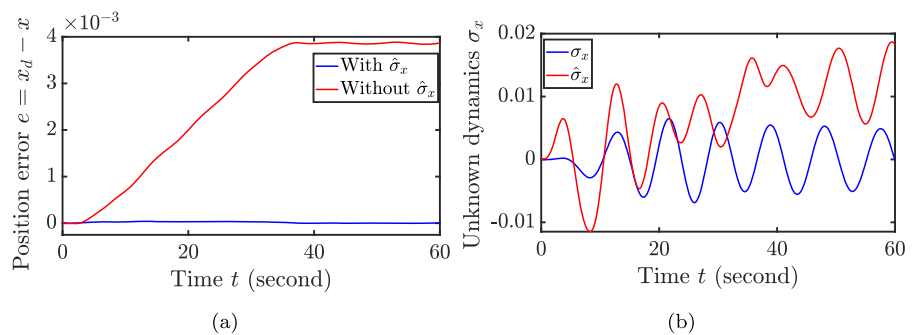 ×10⁻³
4
3
2
1
0
Position error e = x_d − x
With σ̂_x
Without σ̂_x
0 20 40 60
Time t (second)
(a)
0.02
0.01
0
-0.01
Unknown dynamics σ_x
σ_x
σ̂_x
0 20 40 60
Time t (second)
(b)